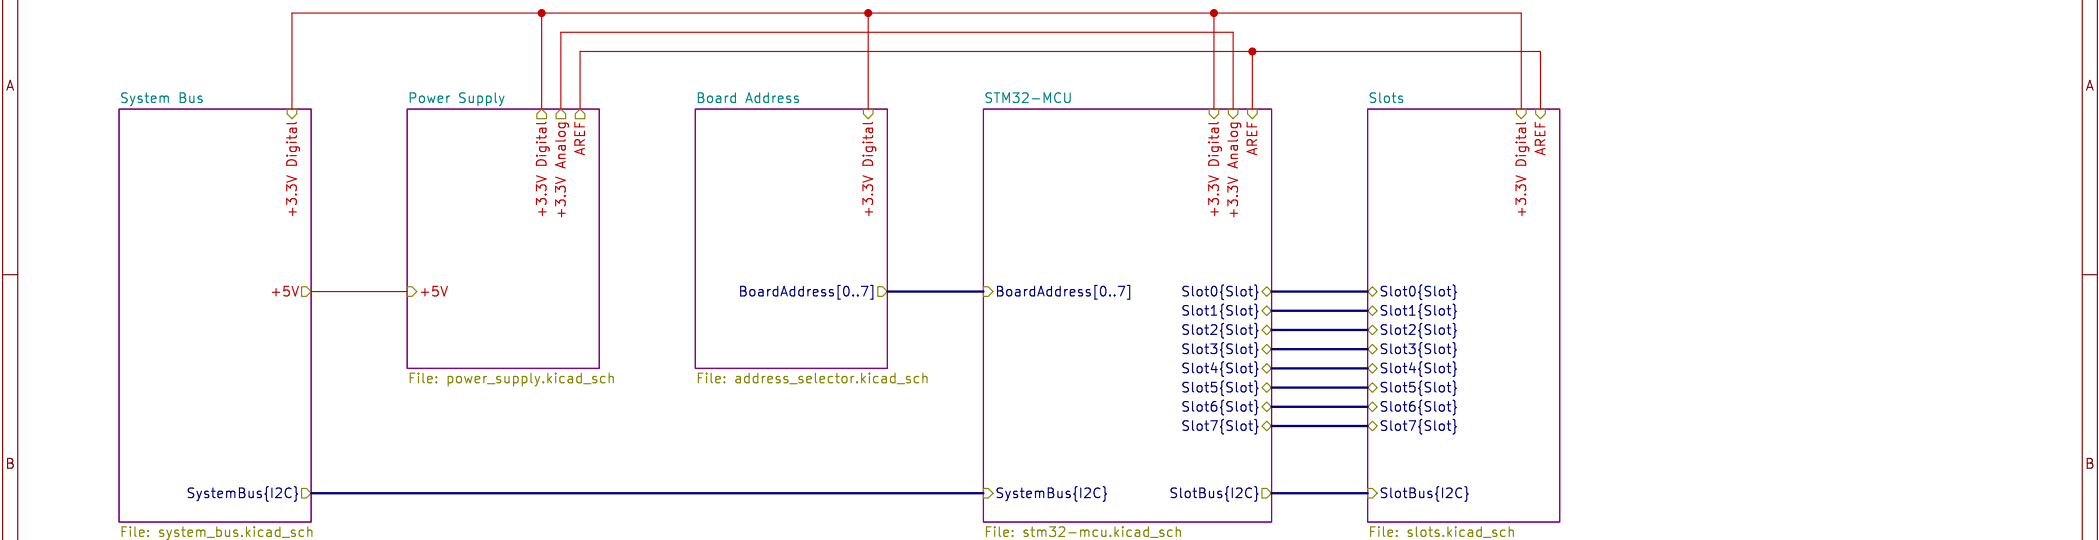 A
A
System Bus
Power Supply
Board Address
STM32-MCU
Slots
+3.3V Digital
+3.3V Digital
+3.3V Analog
AREF
+3.3V Digital
+3.3V Digital
+3.3V Analog
AREF
+3.3V Digital
AREF
+5V
+5V
BoardAddress[0..7]
BoardAddress[0..7]
Slot0{Slot}
Slot0{Slot}
Slot1{Slot}
Slot1{Slot}
Slot2{Slot}
Slot2{Slot}
Slot3{Slot}
Slot3{Slot}
Slot4{Slot}
Slot4{Slot}
Slot5{Slot}
Slot5{Slot}
Slot6{Slot}
Slot6{Slot}
Slot7{Slot}
Slot7{Slot}
File: power_supply.kicad_sch
File: address_selector.kicad_sch
B
B
SystemBus{I2C}
SystemBus{I2C}
SlotBus{I2C}
SlotBus{I2C}
File: system_bus.kicad_sch
File: stm32-mcu.kicad_sch
File: slots.kicad_sch